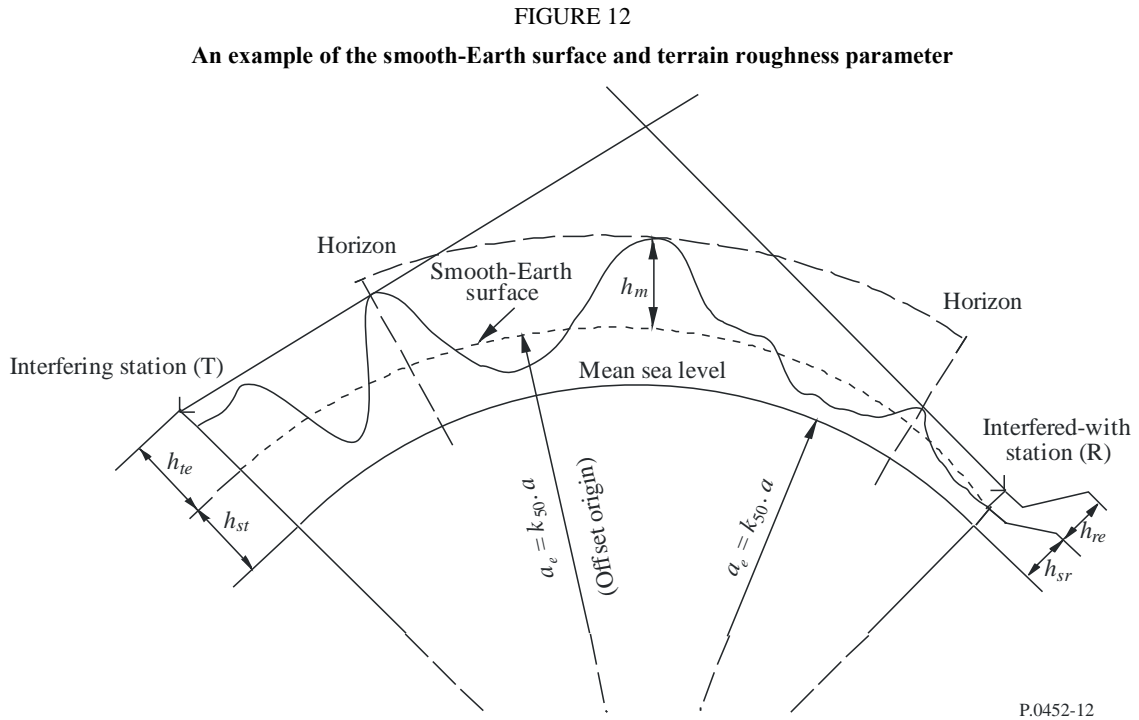 FIGURE 12
An example of the smooth-Earth surface and terrain roughness parameter
Horizon
Smooth-Earth
surface
h_m
Horizon
Interfering station (T)
Mean sea level
Interfered-with
station (R)
h_te
h_st
a_e = k_50 . a
(Offset origin)
a_e = k_50 . a
h_re
h_sr
P.0452-12